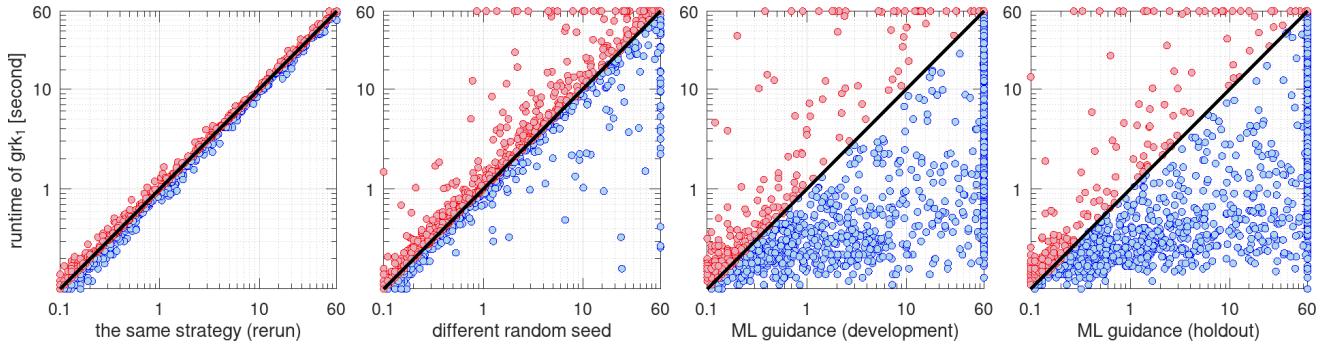 runtime of grk₁ [second]
60 60 60 60
10 10 10 10
1 1 1 1
0.1 1 10 60 0.1 1 10 60 0.1 1 10 60 0.1 1 10 60
the same strategy (rerun) different random seed ML guidance (development) ML guidance (holdout)